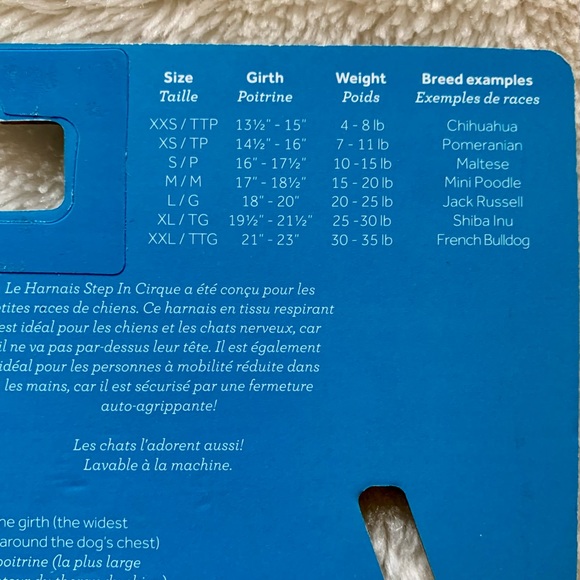 Size Girth Weight Breed examples
Taille Poitrine Poids Exemples de races
XXS / TTP 13½" - 15" 4 - 8 lb Chihuahua
XS / TP 14½" - 16" 7 - 11 lb Pomeranian
S / P 16" - 17½" 10 -15 lb Maltese
M / M 17" - 18½" 15 - 20 lb Mini Poodle
L / G 18" - 20" 20 - 25 lb Jack Russell
XL / TG 19½" - 21½" 25 -30 lb Shiba Inu
XXL / TTG 21" - 23" 30 - 35 lb French Bulldog
Le Harnais Step In Cirque a été conçu pour les
tites races de chiens. Ce harnais en tissu respirant
est idéal pour les chiens et les chats nerveux, car
il ne va pas par-dessus leur tête. Il est également
idéal pour les personnes à mobilité réduite dans
les mains, car il est sécurisé par une fermeture
auto-agrippante!
Les chats l'adorent aussi!
Lavable à la machine.
he girth (the widest
around the dog's chest)
poitrine (la plus large